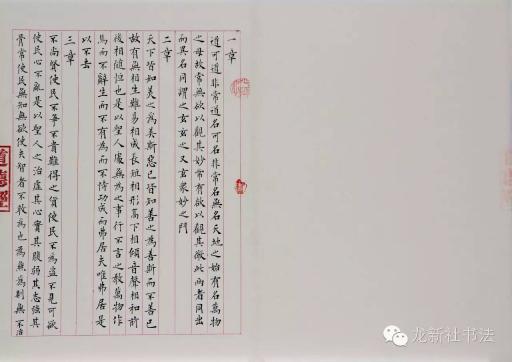 一章
道可道非常道名可名非常名無名天地之始有名萬物
之母故常無欲以觀其妙常有欲以觀其徼此兩者同出
而異名同謂之玄玄之又玄衆妙之門
二章
天下皆知美之為美斯惡已皆知善之為善斯不善已
故有無相生難易相成長短相形高下相傾音聲相和前
後相隨恒也是以聖人處無為之事行不言之教萬物作
焉而不辭生而不有為而不恃功成而弗居夫唯弗居是
以不去
三章
不尚賢使民不爭不貴難得之貨使民不為盜不見可欲
使民心不亂是以聖人之治虛其心實其腹弱其志強其
骨常使民無知無欲使夫智者不敢為也為無為則無不治
道德經
龙新社书法